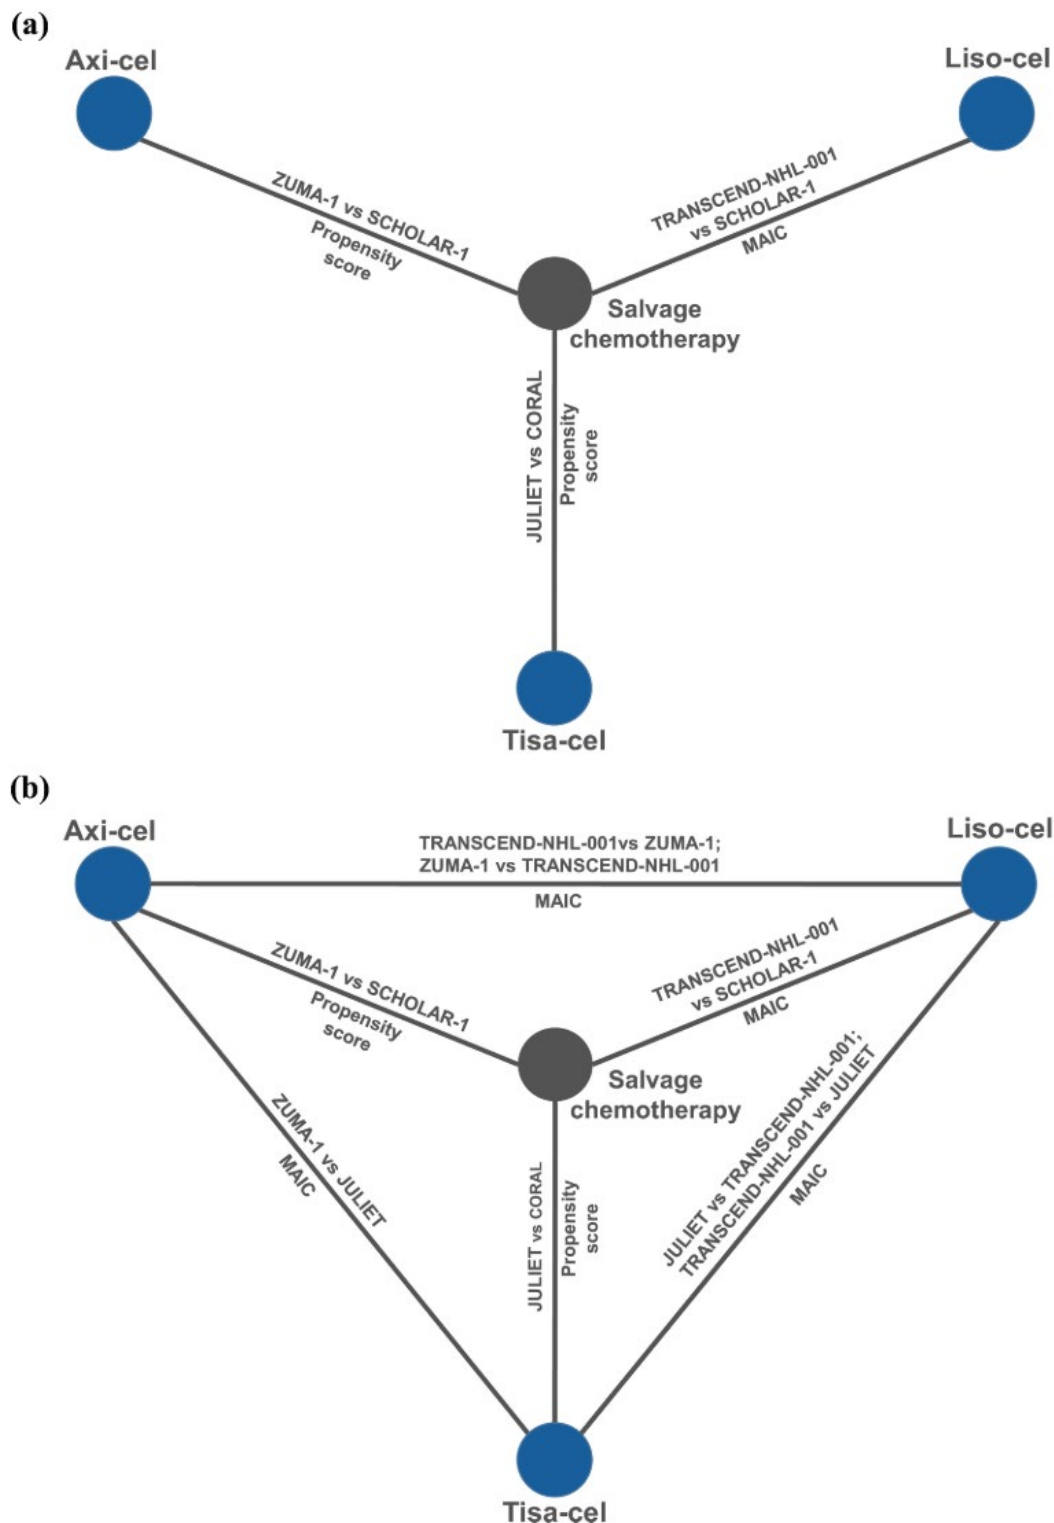 (a)
Axi-cel
Liso-cel
ZUMA-1 vs SCHOLAR-1
Propensity
score
TRANSCEND-NHL-001
vs SCHOLAR-1
MAIC
Salvage
chemotherapy
JULIET vs CORAL
Propensity
score
Tisa-cel
(b)
Axi-cel
Liso-cel
TRANSCEND-NHL-001vs ZUMA-1;
ZUMA-1 vs TRANSCEND-NHL-001
MAIC
ZUMA-1 vs SCHOLAR-1
Propensity
score
TRANSCEND-NHL-001
vs SCHOLAR-1
MAIC
Salvage
chemotherapy
ZUMA-1 vs JULIET
MAIC
JULIET vs CORAL
Propensity
score
JULIET vs TRANSCEND-NHL-001;
TRANSCEND-NHL-001 vs JULIET
MAIC
Tisa-cel